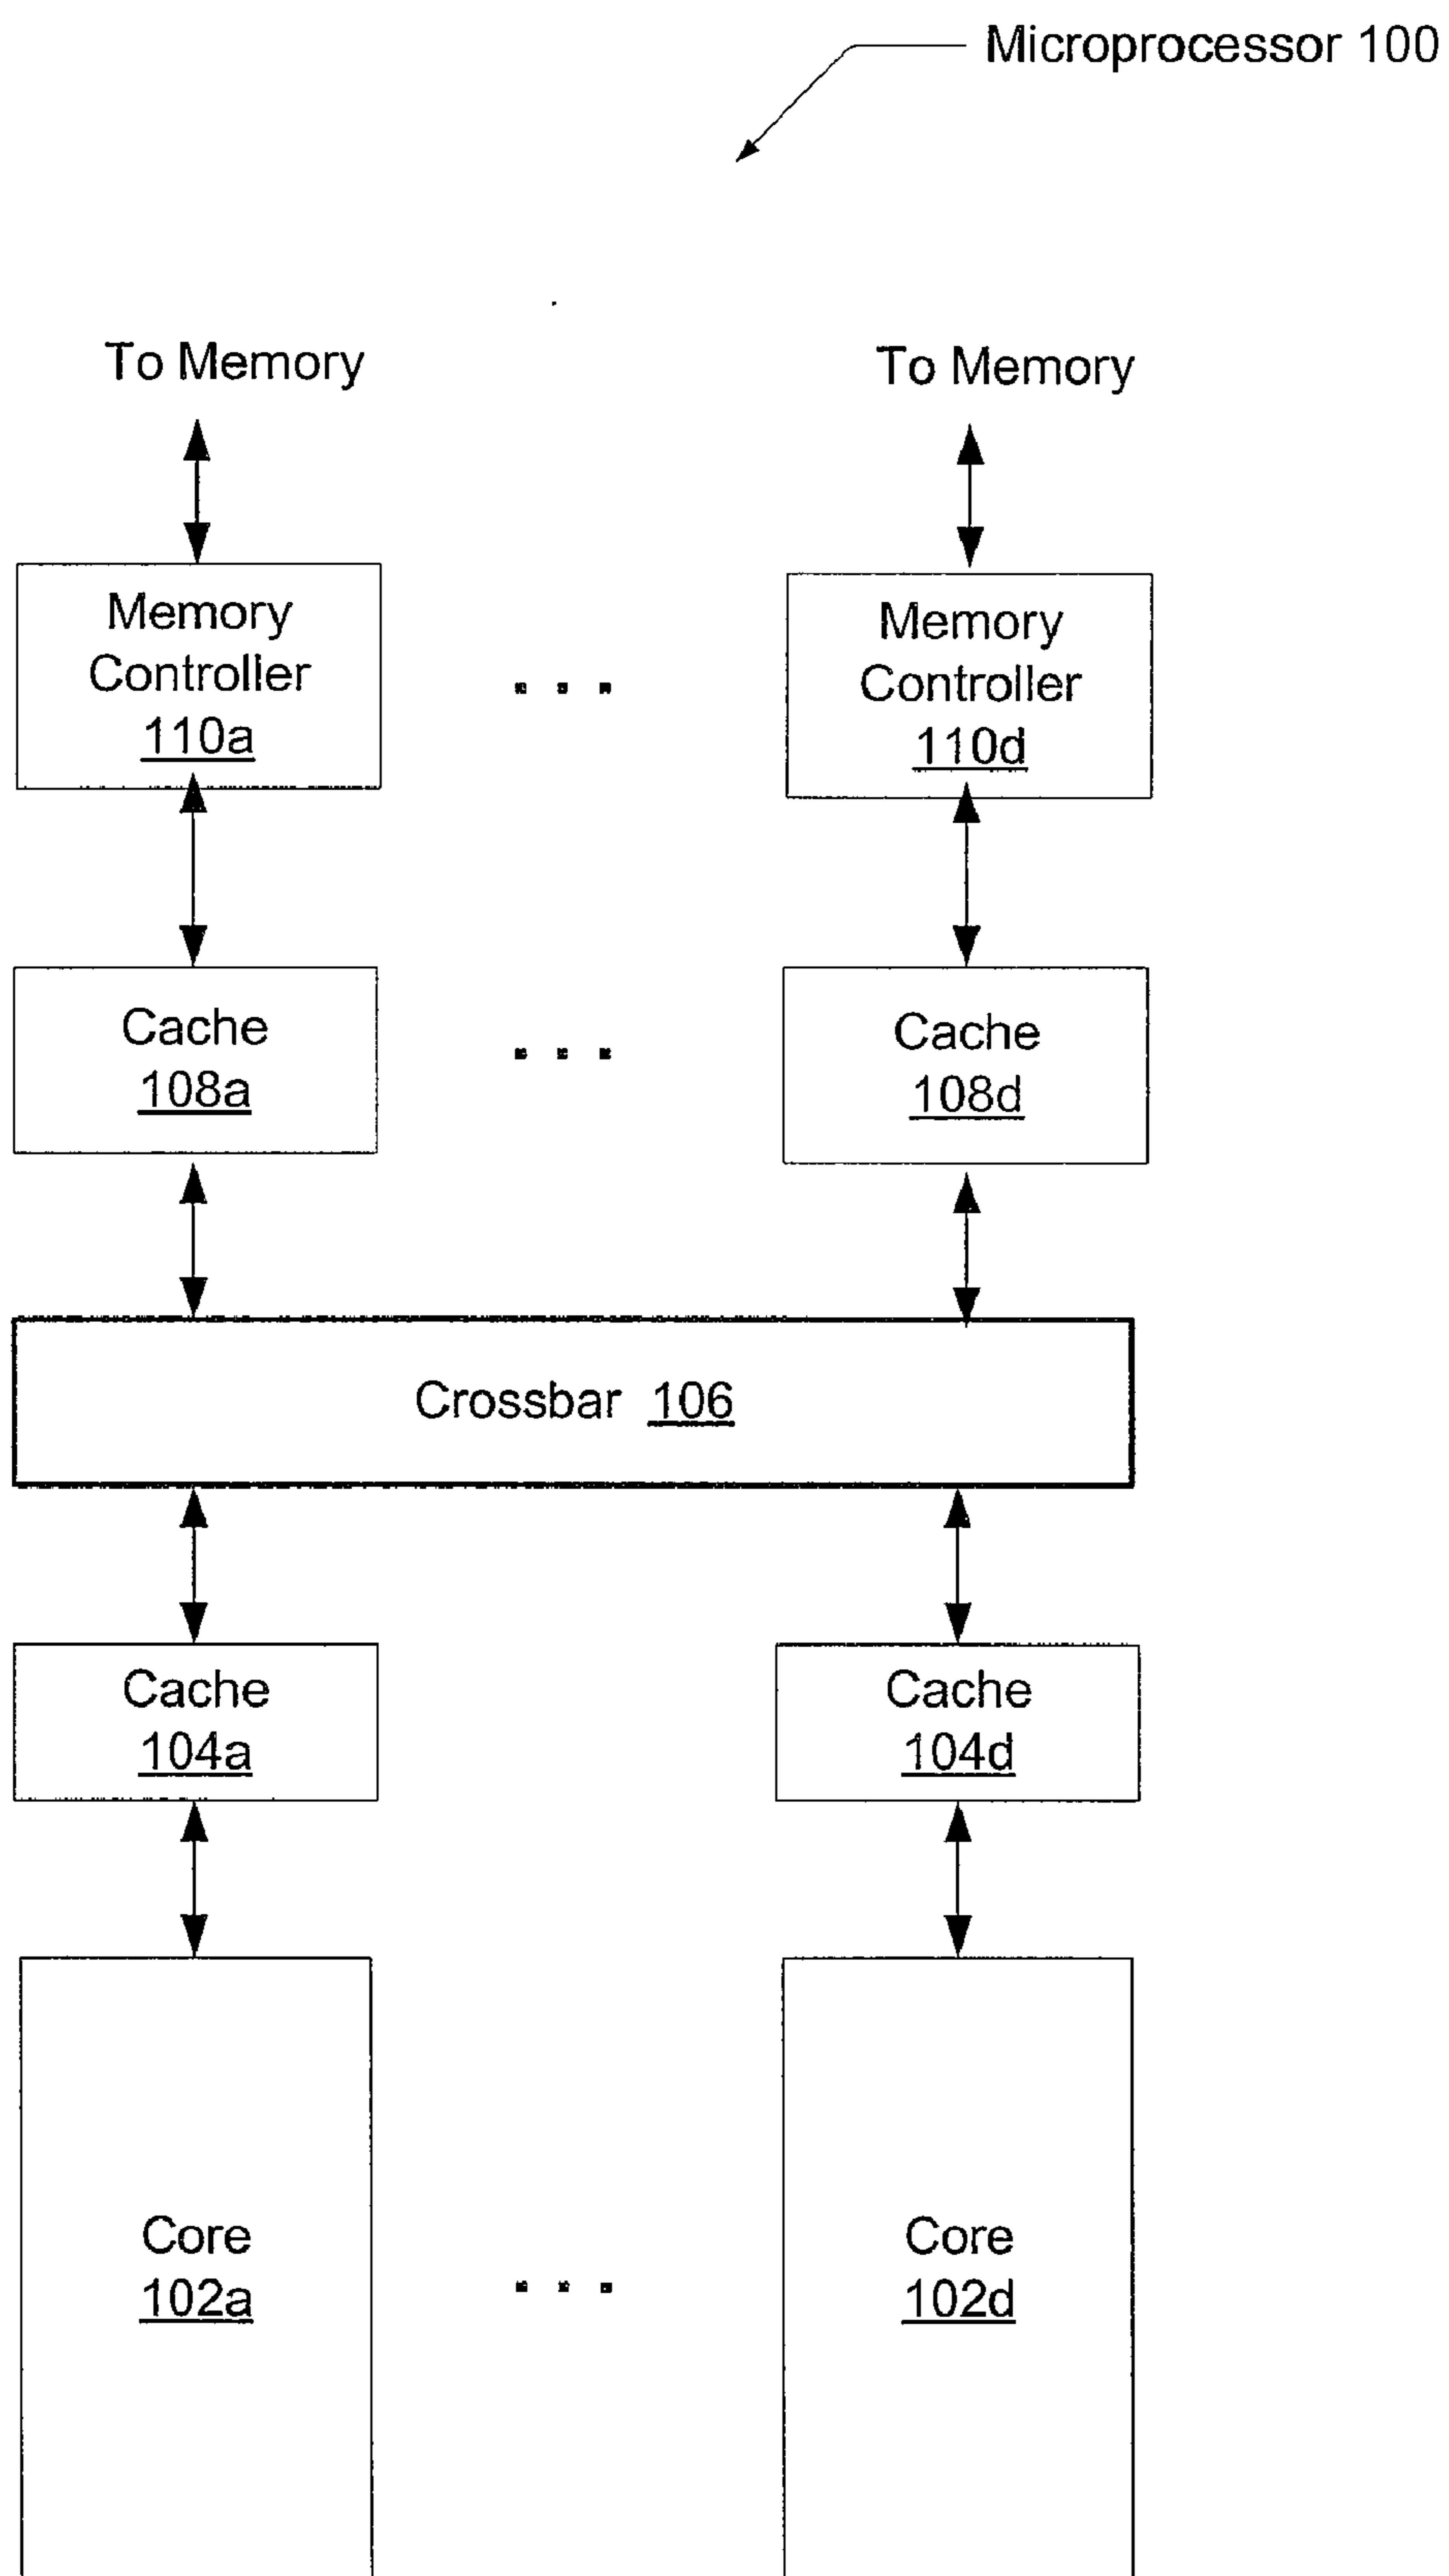 Microprocessor 100
To Memory
To Memory
Memory
Controller
110a
. . .
Memory
Controller
110d
Cache
108a
. . .
Cache
108d
Crossbar 106
Cache
104a
Cache
104d
Core
102a
. . .
Core
102d